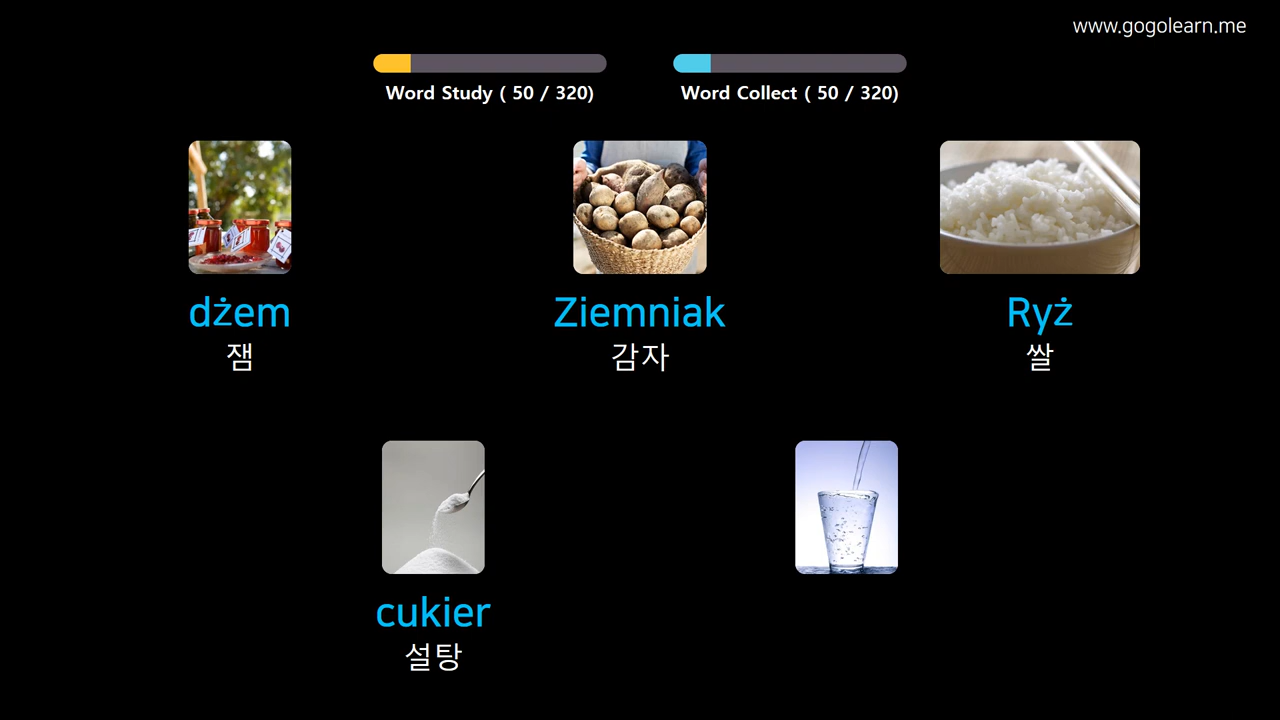 www.gogolearn.me
Word Study ( 50 / 320)
Word Collect ( 50 / 320)
dżem
잼
Ziemniak
감자
Ryż
쌀
cukier
설탕